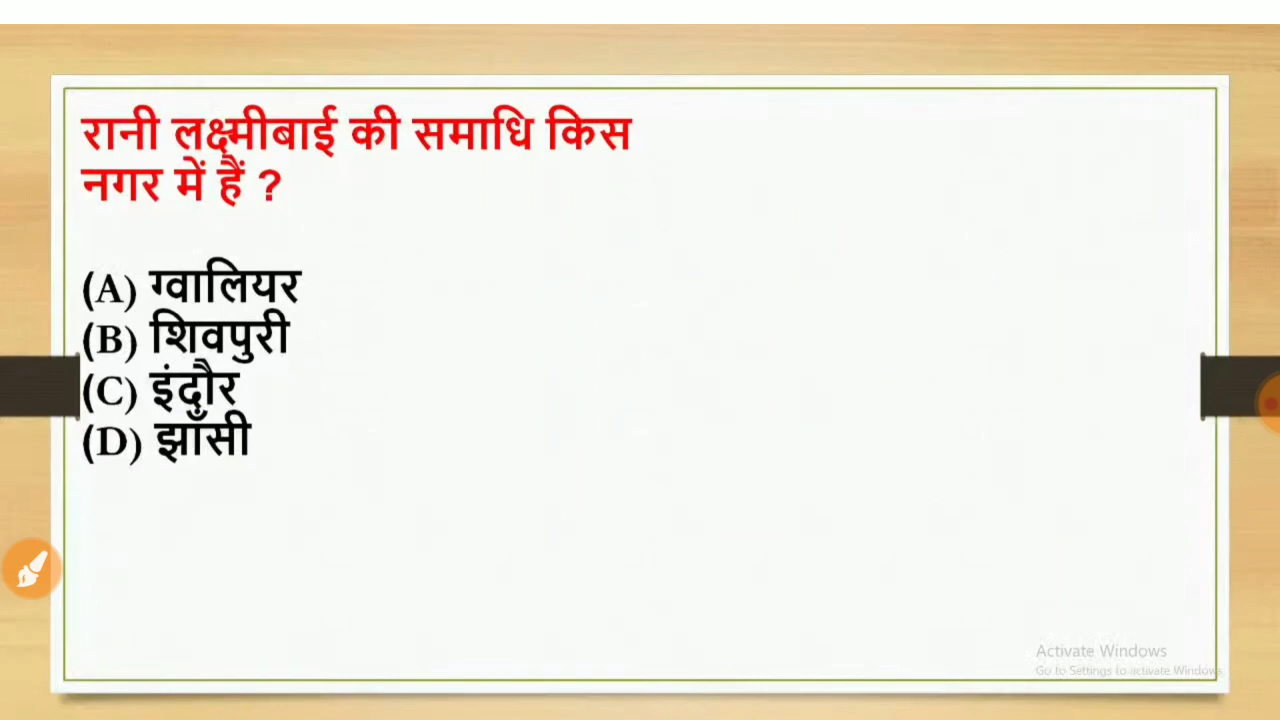 रानी लक्ष्मीबाई की समाधि किस
नगर में हैं ?
(A) ग्वालियर
(B) शिवपुरी
(C) इंदौर
(D) झाँसी
Activate Windows
Go to Settings to activate Windows.